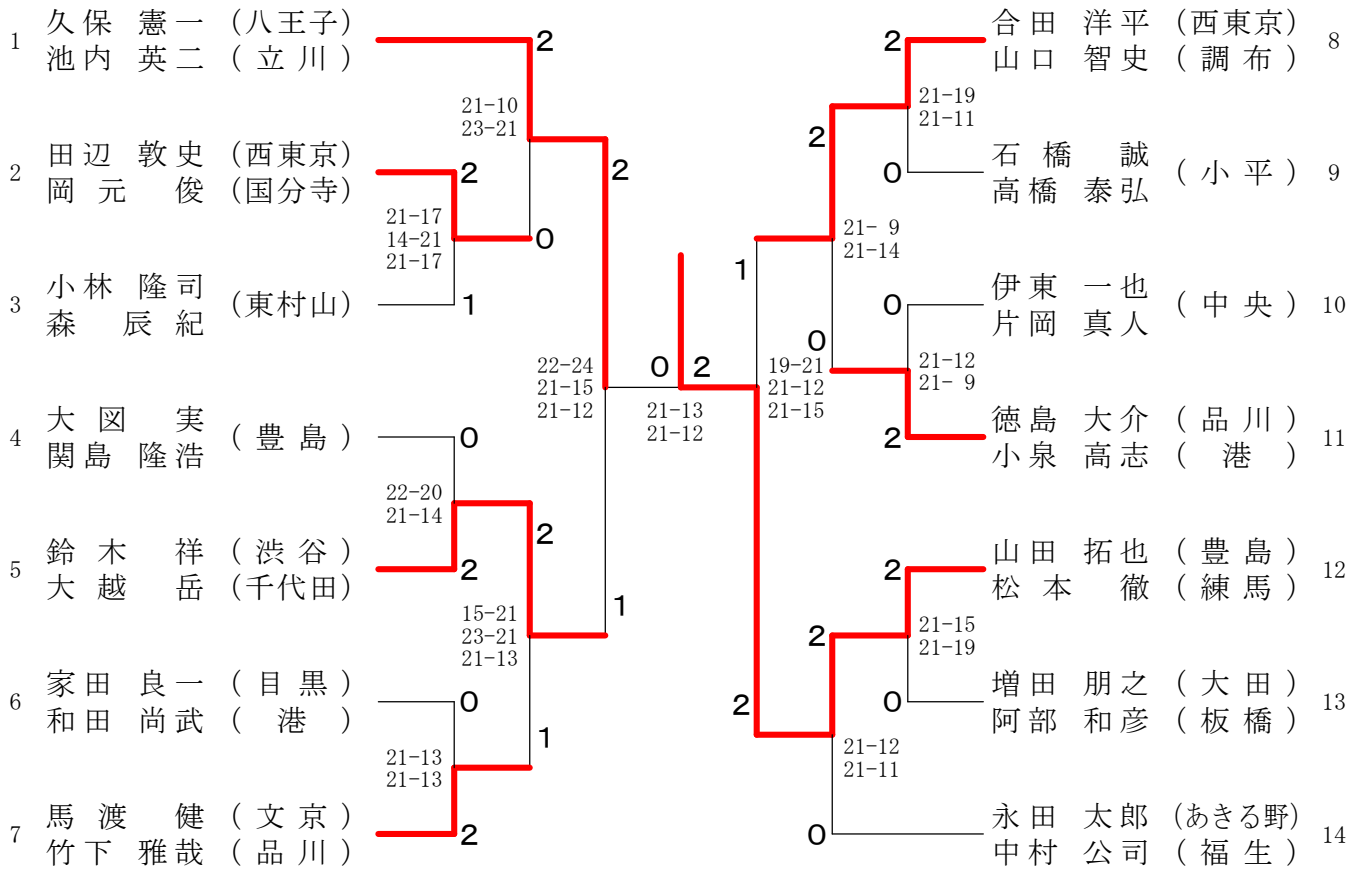 1 久保 憲一 (八王子)
池内 英二 (立川)
2
21-10
23-21
2 田辺 敦史 (西東京)
岡元 俊 (国分寺)
2
2
21-17
14-21
21-17
0
3 小林 隆司 (東村山)
森 辰紀
1
22-24
21-15
21-12
4 大図 実 (豊島)
関島 隆浩
0
22-20
21-14
2
5 鈴木 祥 (渋谷)
大越 岳 (千代田)
2
15-21
23-21
21-13
1
6 家田 良一 (目黒)
和田 尚武 (港)
0
1
21-13
21-13
7 馬渡 健 (文京)
竹下 雅哉 (品川)
2
0 2
21-13
21-12
2 合田 洋平 (西東京) 8
山口 智史 (調布)
21-19
21-11
2
0 石橋 誠 (小平) 9
高橋 泰弘
21- 9
21-14
1
0 伊東 一也 (中央) 10
片岡 真人
0
21-12
21- 9
19-21
21-12
21-15
2 徳島 大介 (品川) 11
小泉 高志 (港)
2 山田 拓也 (豊島) 12
松本 徹 (練馬)
21-15
21-19
2
0 増田 朋之 (大田) 13
阿部 和彦 (板橋)
2
21-12
21-11
0 永田 太郎 (あきる野) 14
中村 公司 (福生)